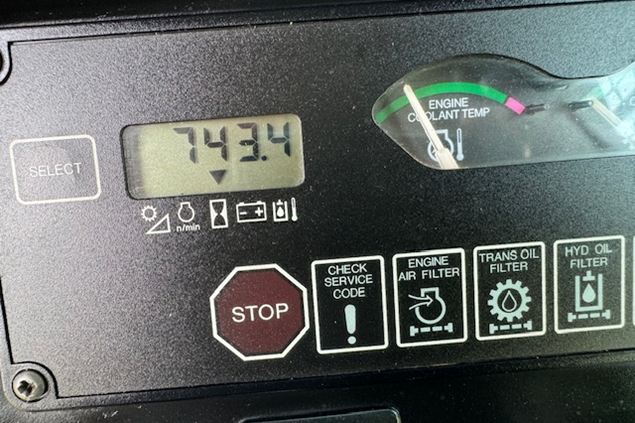 SELECT
743.4
ENGINE
COOLANT TEMP
n/min
STOP
CHECK
SERVICE
CODE
!
ENGINE
AIR FILTER
TRANS OIL
FILTER
HYD OIL
FILTER